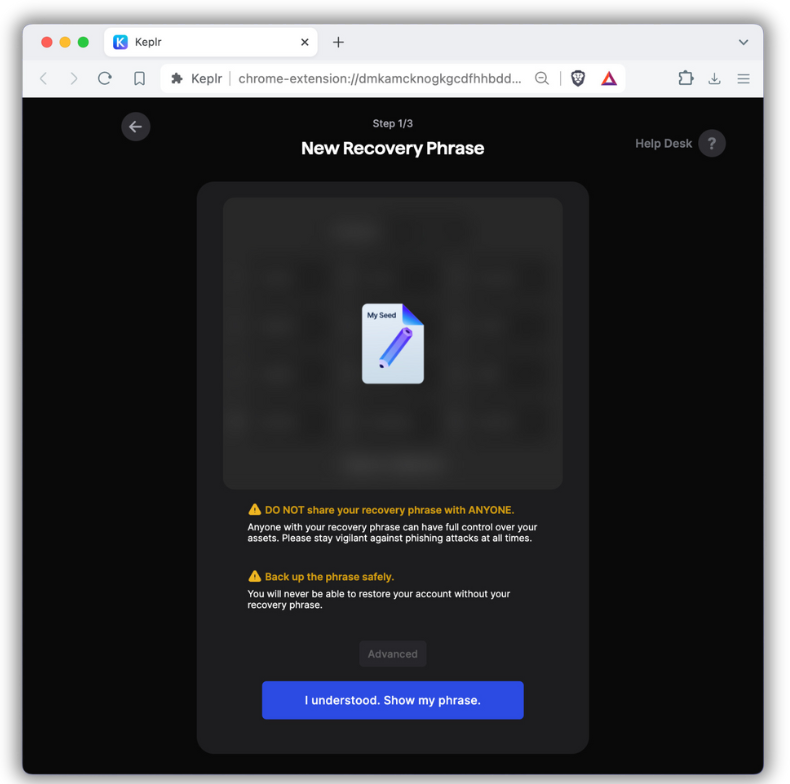 Keplr
Keplr
chrome-extension://dmkamcknogkgcdfhhbdd...
Step 1/3
New Recovery Phrase
Help Desk ?
My Seed
DO NOT share your recovery phrase with ANYONE.
Anyone with your recovery phrase can have full control over your
assets. Please stay vigilant against phishing attacks at all times.
Back up the phrase safely.
You will never be able to restore your account without your
recovery phrase.
Advanced
I understood. Show my phrase.